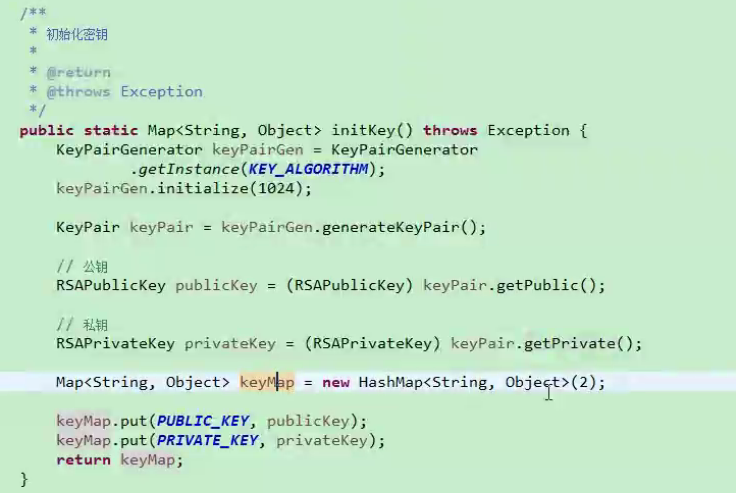 /**
 * 初始化密钥
 *
 * @return
 * @throws Exception
 */
public static Map<String, Object> initKey() throws Exception {
    KeyPairGenerator keyPairGen = KeyPairGenerator
            .getInstance(KEY_ALGORITHM);
    keyPairGen.initialize(1024);

    KeyPair keyPair = keyPairGen.generateKeyPair();

    // 公钥
    RSAPublicKey publicKey = (RSAPublicKey) keyPair.getPublic();

    // 私钥
    RSAPrivateKey privateKey = (RSAPrivateKey) keyPair.getPrivate();

    Map<String, Object> keyMap = new HashMap<String, Object>(2);

    keyMap.put(PUBLIC_KEY, publicKey);
    keyMap.put(PRIVATE_KEY, privateKey);
    return keyMap;
}